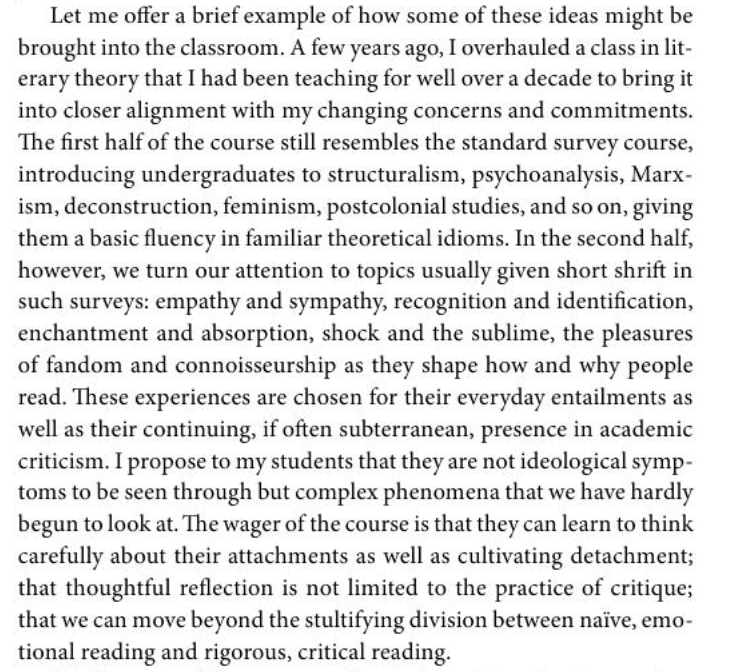 Let me offer a brief example of how some of these ideas might be
brought into the classroom. A few years ago, I overhauled a class in lit-
erary theory that I had been teaching for well over a decade to bring it
into closer alignment with my changing concerns and commitments.
The first half of the course still resembles the standard survey course,
introducing undergraduates to structuralism, psychoanalysis, Marx-
ism, deconstruction, feminism, postcolonial studies, and so on, giving
them a basic fluency in familiar theoretical idioms. In the second half,
however, we turn our attention to topics usually given short shrift in
such surveys: empathy and sympathy, recognition and identification,
enchantment and absorption, shock and the sublime, the pleasures
of fandom and connoisseurship as they shape how and why people
read. These experiences are chosen for their everyday entailments as
well as their continuing, if often subterranean, presence in academic
criticism. I propose to my students that they are not ideological symp-
toms to be seen through but complex phenomena that we have hardly
begun to look at. The wager of the course is that they can learn to think
carefully about their attachments as well as cultivating detachment;
that thoughtful reflection is not limited to the practice of critique;
that we can move beyond the stultifying division between naïve, emo-
tional reading and rigorous, critical reading.